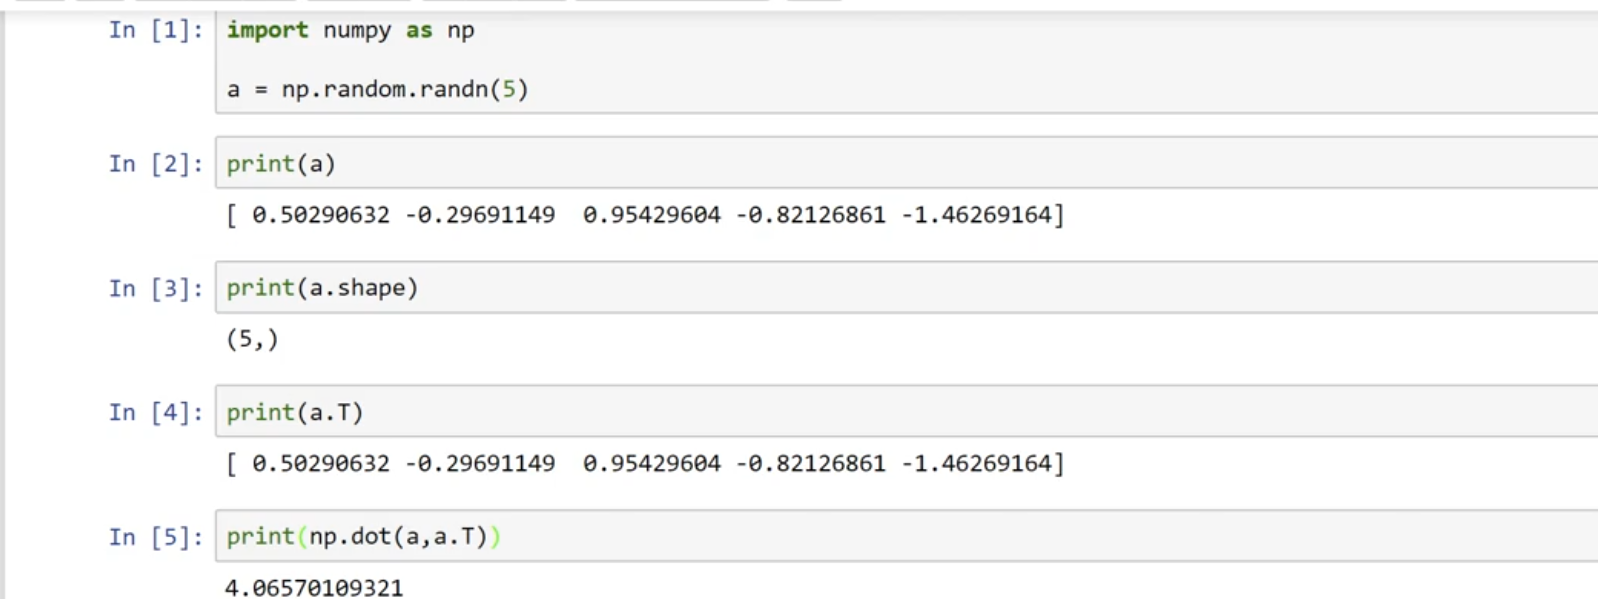 In [1]: import numpy as np
a = np.random.randn(5)
In [2]: print(a)
[ 0.50290632 -0.29691149  0.95429604 -0.82126861 -1.46269164]
In [3]: print(a.shape)
(5,)
In [4]: print(a.T)
[ 0.50290632 -0.29691149  0.95429604 -0.82126861 -1.46269164]
In [5]: print(np.dot(a,a.T))
4.06570109321